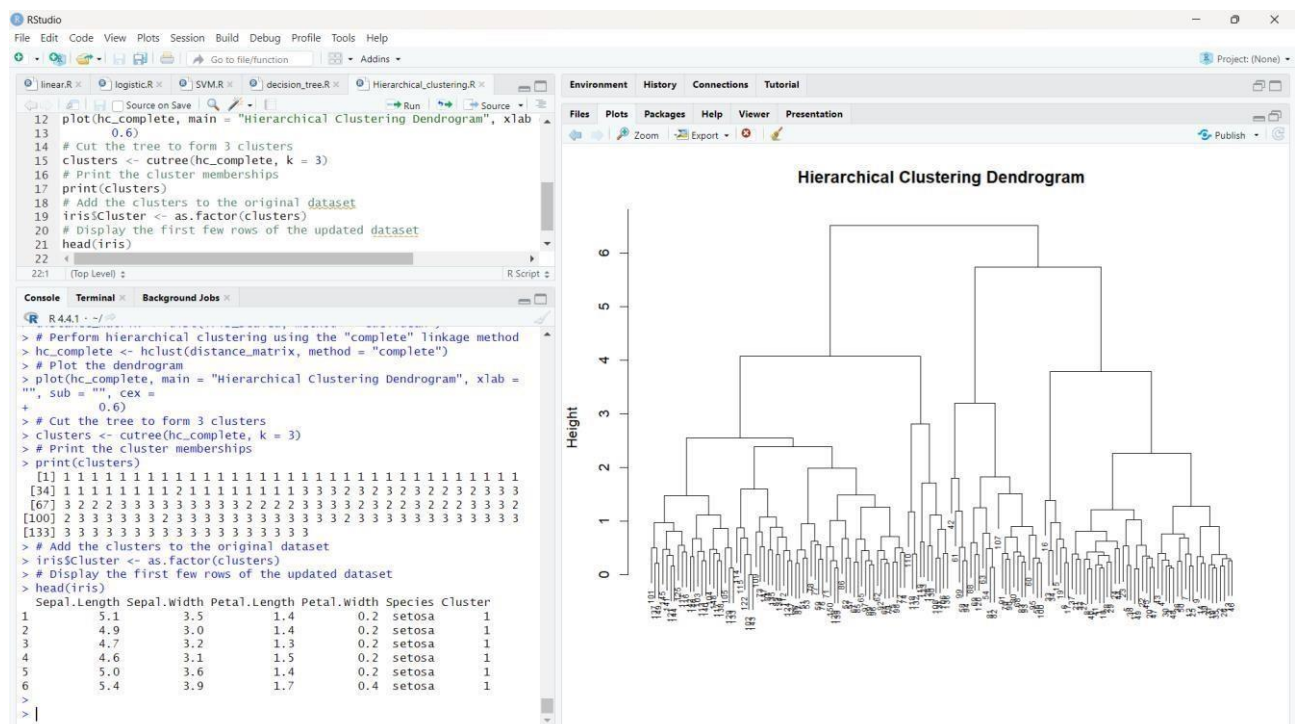 RStudio
File Edit Code View Plots Session Build Debug Profile Tools Help
Go to file/function Addins Project: (None)
linear.R logistic.R SVM.R decision_tree.R Hierarchical_clustering.R
Source on Save Run Source
12 plot(hc_complete, main = "Hierarchical Clustering Dendrogram", xlab
13 0.6)
14 # Cut the tree to form 3 clusters
15 clusters <- cutree(hc_complete, k = 3)
16 # Print the cluster memberships
17 print(clusters)
18 # Add the clusters to the original dataset
19 iris$Cluster <- as.factor(clusters)
20 # Display the first few rows of the updated dataset
21 head(iris)
22
22:1 (Top Level) R Script
Console Terminal Background Jobs
R 4.4.1 · ~/
> # Perform hierarchical clustering using the "complete" linkage method
> hc_complete <- hclust(distance_matrix, method = "complete")
> # Plot the dendrogram
> plot(hc_complete, main = "Hierarchical Clustering Dendrogram", xlab =
"", sub = "", cex =
+ 0.6)
> # Cut the tree to form 3 clusters
> clusters <- cutree(hc_complete, k = 3)
> # Print the cluster memberships
> print(clusters)
[1] 1 1 1 1 1 1 1 1 1 1 1 1 1 1 1 1 1 1 1 1 1 1 1 1 1 1 1 1 1 1 1 1 1
[34] 1 1 1 1 1 1 1 1 2 1 1 1 1 1 1 1 1 3 3 3 2 3 2 3 2 3 2 2 3 2 3 3 3
[67] 3 2 2 2 3 3 3 3 3 3 3 3 3 2 2 2 2 3 3 3 3 2 3 2 2 3 2 2 2 3 3 3 2
[100] 2 3 3 3 3 3 3 2 3 3 3 3 3 3 3 3 3 3 3 3 2 3 3 3 3 3 3 3 3 3 3 3 3
[133] 3 3 3 3 3 3 3 3 3 3 3 3 3 3 3 3 3 3
> # Add the clusters to the original dataset
> iris$Cluster <- as.factor(clusters)
> # Display the first few rows of the updated dataset
> head(iris)
Sepal.Length Sepal.Width Petal.Length Petal.Width Species Cluster
1 5.1 3.5 1.4 0.2 setosa 1
2 4.9 3.0 1.4 0.2 setosa 1
3 4.7 3.2 1.3 0.2 setosa 1
4 4.6 3.1 1.5 0.2 setosa 1
5 5.0 3.6 1.4 0.2 setosa 1
6 5.4 3.9 1.7 0.4 setosa 1
>
>
Environment History Connections Tutorial
Files Plots Packages Help Viewer Presentation
Zoom Export Publish
Hierarchical Clustering Dendrogram
Height
6
5
4
3
2
1
0
42
61
107
16
110
114